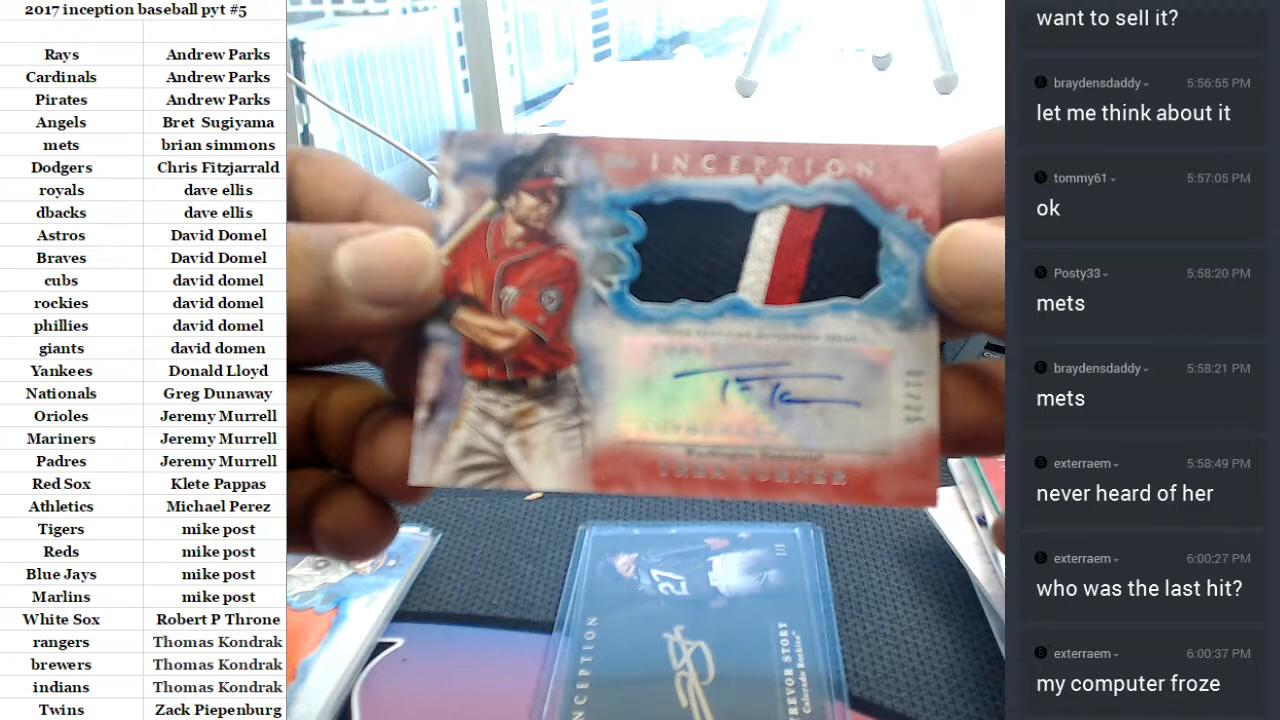 2017 inception baseball pyt #5
Rays Andrew Parks
Cardinals Andrew Parks
Pirates Andrew Parks
Angels Bret Sugiyama
mets brian simmons
Dodgers Chris Fitzjarrald
royals dave ellis
dbacks dave ellis
Astros David Domel
Braves David Domel
cubs david domel
rockies david domel
phillies david domel
giants david domen
Yankees Donald Lloyd
Nationals Greg Dunaway
Orioles Jeremy Murrell
Mariners Jeremy Murrell
Padres Jeremy Murrell
Red Sox Klete Pappas
Athletics Michael Perez
Tigers mike post
Reds mike post
Blue Jays mike post
Marlins mike post
White Sox Robert P Throne
rangers Thomas Kondrak
brewers Thomas Kondrak
indians Thomas Kondrak
Twins Zack Piepenburg
INCEPTION
Washington Nationals
TREA TURNER
27
1/1
INCEPTION
TREVOR STORY
Colorado Rockies
want to sell it?
braydensdaddy 5:56:55 PM
let me think about it
tommy61 5:57:05 PM
ok
Posty33 5:58:20 PM
mets
braydensdaddy 5:58:21 PM
mets
exterraem 5:58:49 PM
never heard of her
exterraem 6:00:27 PM
who was the last hit?
exterraem 6:00:37 PM
my computer froze